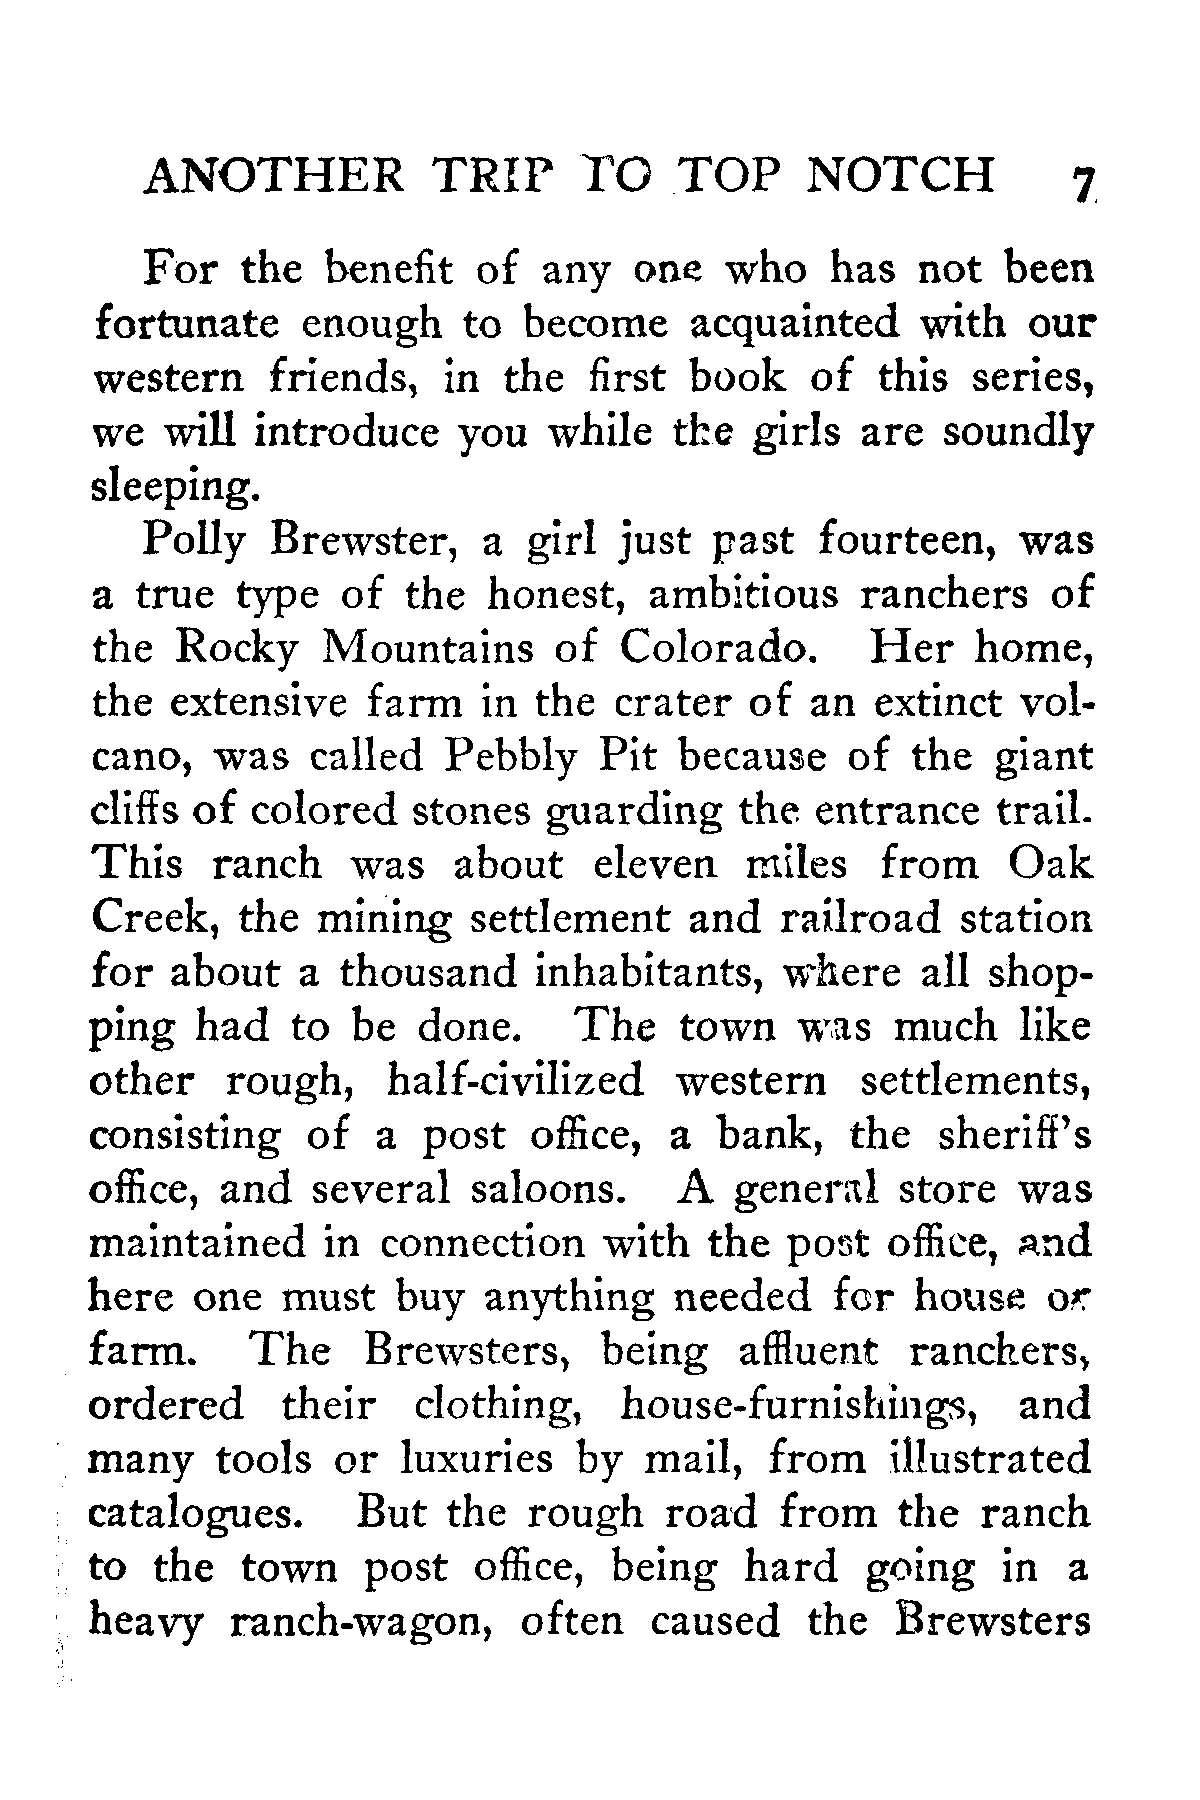 ANOTHER TRIP TO TOP NOTCH 7
For the benefit of any one who has not been
fortunate enough to become acquainted with our
western friends, in the first book of this series,
we will introduce you while the girls are soundly
sleeping.
Polly Brewster, a girl just past fourteen, was
a true type of the honest, ambitious ranchers of
the Rocky Mountains of Colorado. Her home,
the extensive farm in the crater of an extinct vol-
cano, was called Pebbly Pit because of the giant
cliffs of colored stones guarding the entrance trail.
This ranch was about eleven miles from Oak
Creek, the mining settlement and railroad station
for about a thousand inhabitants, where all shop-
ping had to be done. The town was much like
other rough, half-civilized western settlements,
consisting of a post office, a bank, the sheriff's
office, and several saloons. A general store was
maintained in connection with the post office, and
here one must buy anything needed for house or
farm. The Brewsters, being affluent ranchers,
ordered their clothing, house-furnishings, and
many tools or luxuries by mail, from illustrated
catalogues. But the rough road from the ranch
to the town post office, being hard going in a
heavy ranch-wagon, often caused the Brewsters